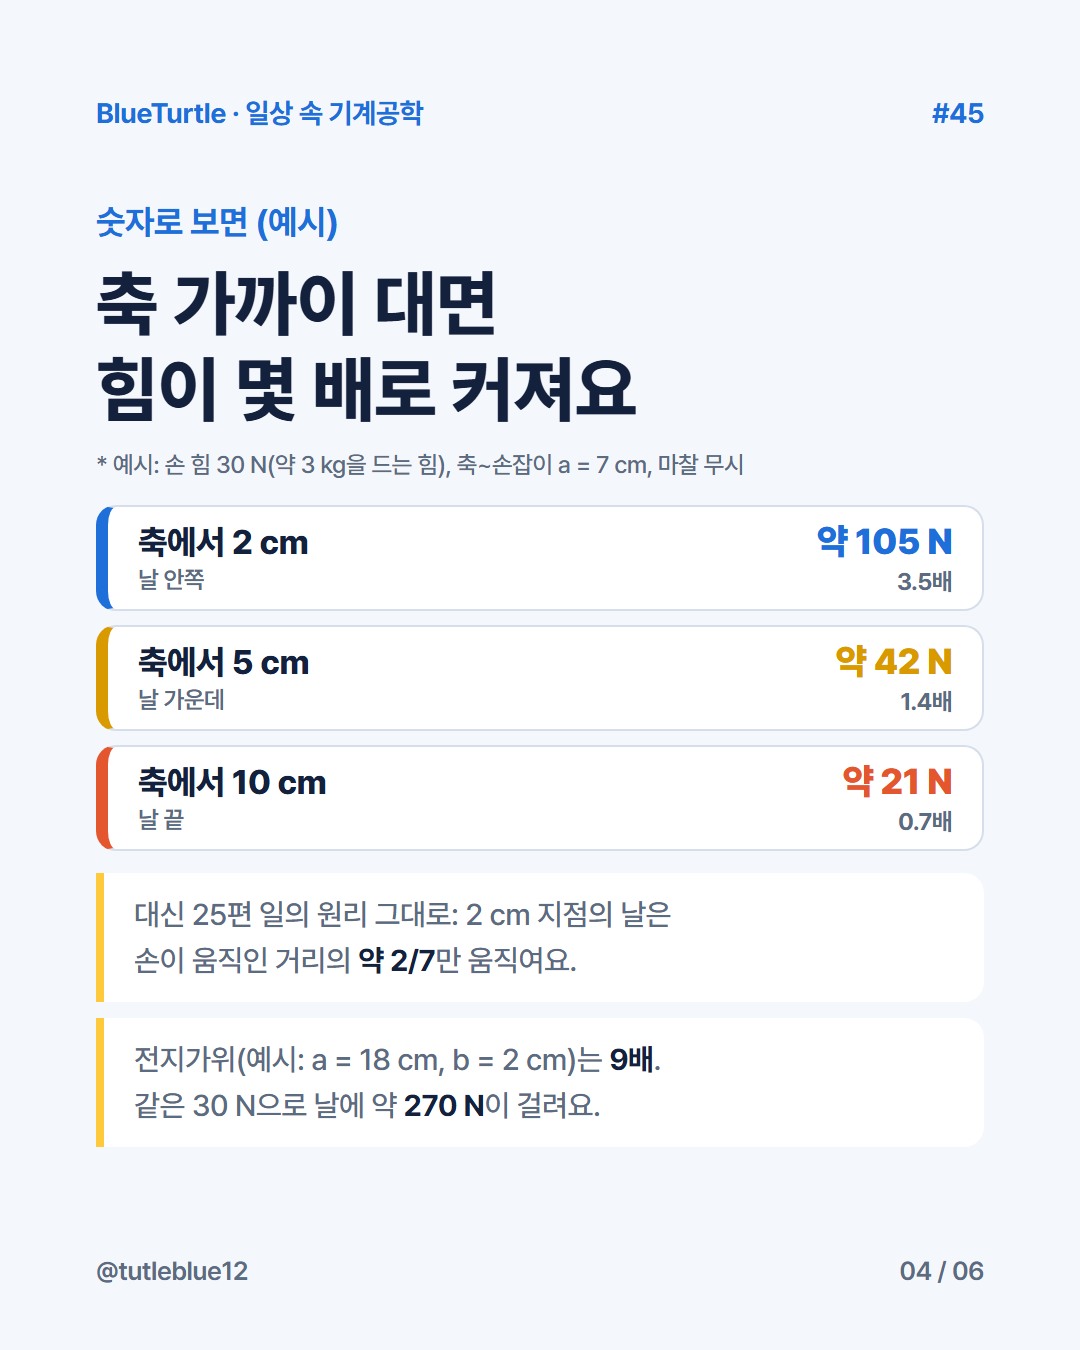 BlueTurtle · 일상 속 기계공학
#45
숫자로 보면 (예시)
축 가까이 대면
힘이 몇 배로 커져요
* 예시: 손 힘 30 N(약 3 kg을 드는 힘), 축~손잡이 a = 7 cm, 마찰 무시
축에서 2 cm
약 105 N
날 안쪽
3.5배
축에서 5 cm
약 42 N
날 가운데
1.4배
축에서 10 cm
약 21 N
날 끝
0.7배
대신 25편 일의 원리 그대로: 2 cm 지점의 날은
손이 움직인 거리의 약 2/7만 움직여요.
전지가위(예시: a = 18 cm, b = 2 cm)는 9배.
같은 30 N으로 날에 약 270 N이 걸려요.
@tutleblue12
04 / 06